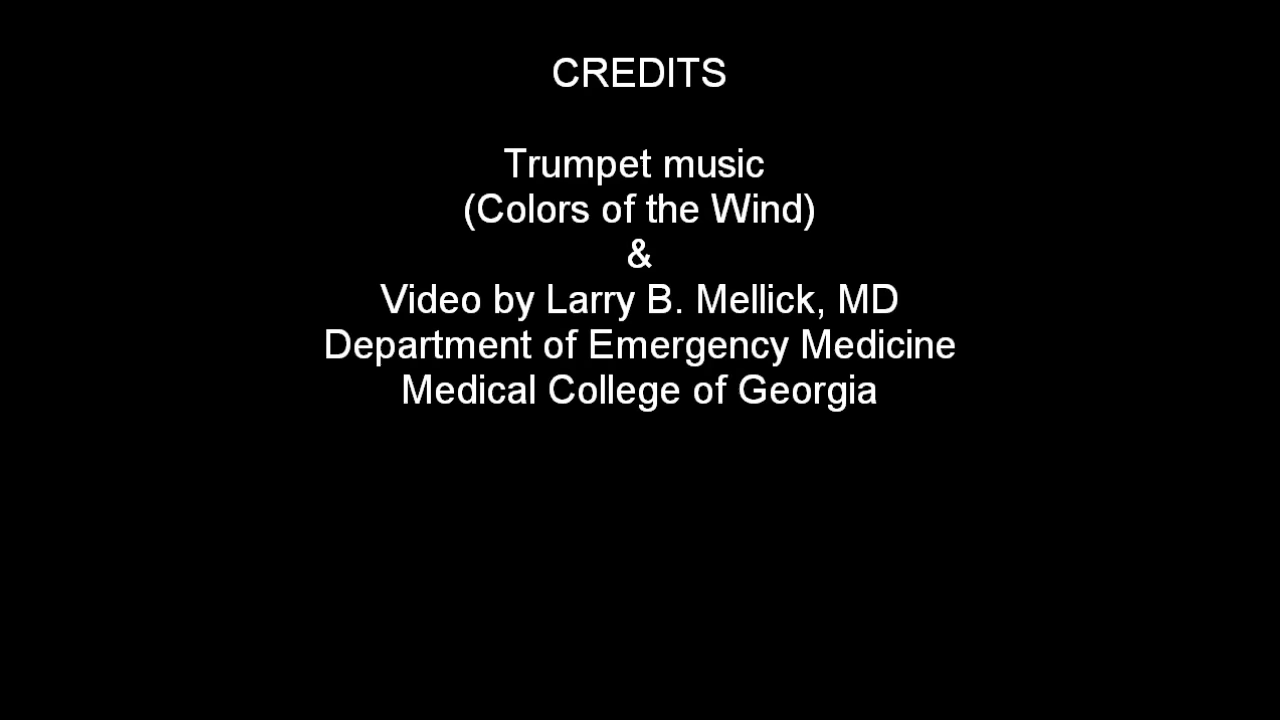 CREDITS
Trumpet music
(Colors of the Wind)
&
Video by Larry B. Mellick, MD
Department of Emergency Medicine
Medical College of Georgia